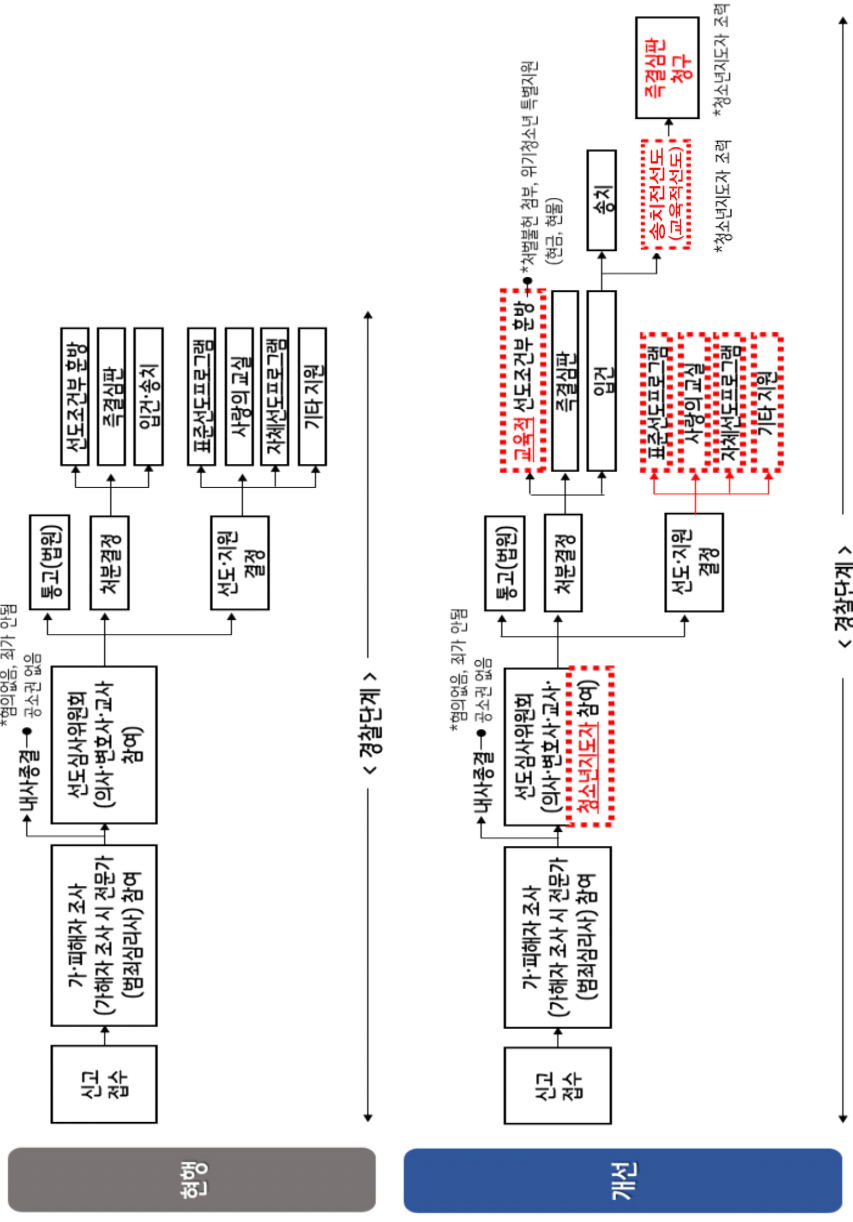 현행
신고
접수
가·피해자 조사
(가해자 조사 시 전문가
(범죄심리사) 참여
내사종결
*혐의없음, 죄가 안됨
공소권 없음
선도심사위원회
(의사·변호사·교사
참여)
통고(법원)
처분결정
선도·지원
결정
선도조건부 훈방
즉결심판
입건·송치
표준선도프로그램
사랑의 교실
자체선도프로그램
기타 지원
< 경찰단계 >
개선
신고
접수
가·피해자 조사
(가해자 조사 시 전문가
(범죄심리사) 참여
내사종결
*혐의없음, 죄가 안됨
공소권 없음
선도심사위원회
(의사·변호사·교사·
청소년지도자 참여)
통고(법원)
처분결정
선도·지원
결정
교육적 선도조건부 훈방
*처벌불헌 첨부, 위기청소년 특별지원
(현금, 현물)
즉결심판
입건
송치
송치전선도
(교육적선도)
*청소년지도자 조력
즉결심판
청구
*청소년지도자 조력
표준선도프로그램
사랑의 교실
자체선도프로그램
기타 지원
< 경찰단계 >